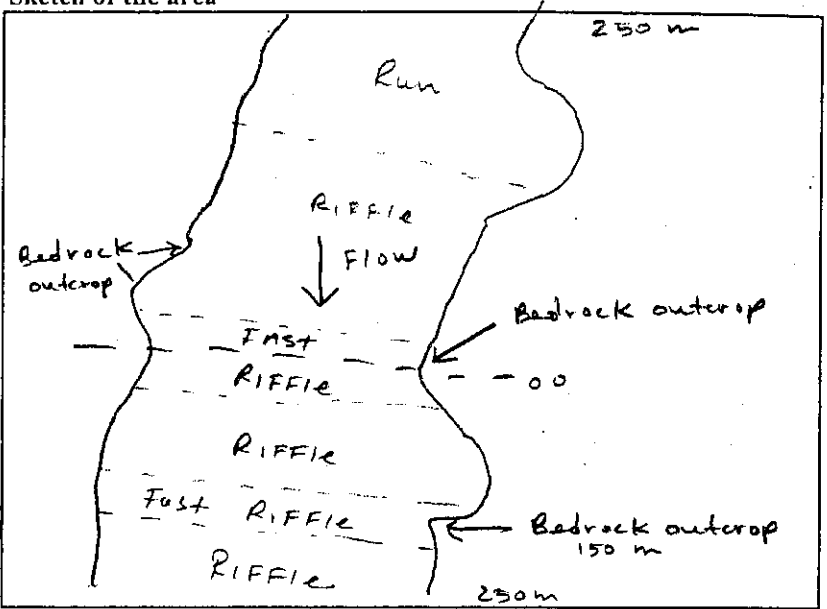 Sketch of the area
250 m
Run
RIFFle
Flow
Bedrock
outcrop
Bedrock outcrop
Fast
RIFFle
00
RIFFle
Fast RIFFle
Bedrock outcrop
150 m
RIFFle
250m